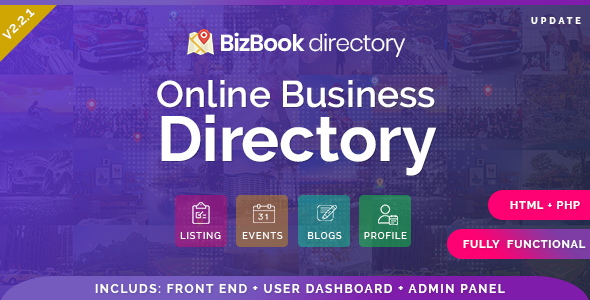 V2.2.1
UPDATE
BizBook directory
Online Business
Directory
LISTING
31
EVENTS
BLOGS
PROFILE
HTML + PHP
FULLY FUNCTIONAL
INCLUDS: FRONT END + USER DASHBOARD + ADMIN PANEL